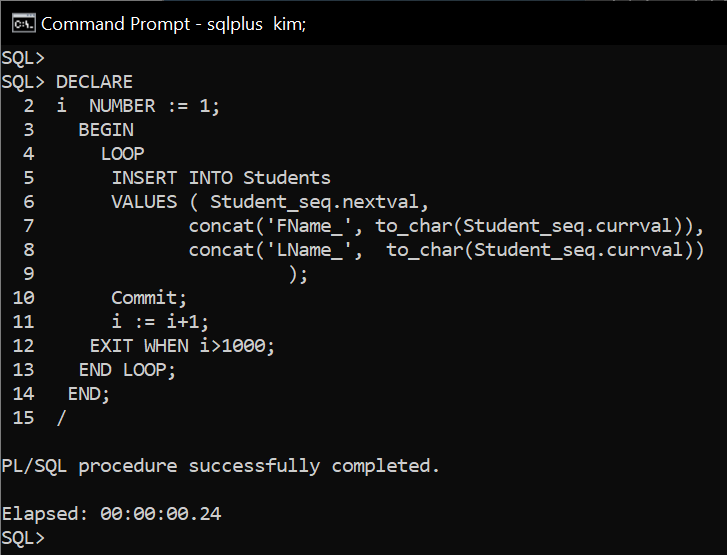 C:\. Command Prompt - sqlplus  kim;
SQL>
SQL> DECLARE
  2  i  NUMBER := 1;
  3    BEGIN
  4      LOOP
  5       INSERT INTO Students
  6       VALUES ( Student_seq.nextval,
  7              concat('FName_', to_char(Student_seq.currval)),
  8              concat('LName_',  to_char(Student_seq.currval))
  9                       );
 10       Commit;
 11       i := i+1;
 12     EXIT WHEN i>1000;
 13    END LOOP;
 14   END;
 15  /
PL/SQL procedure successfully completed.
Elapsed: 00:00:00.24
SQL>